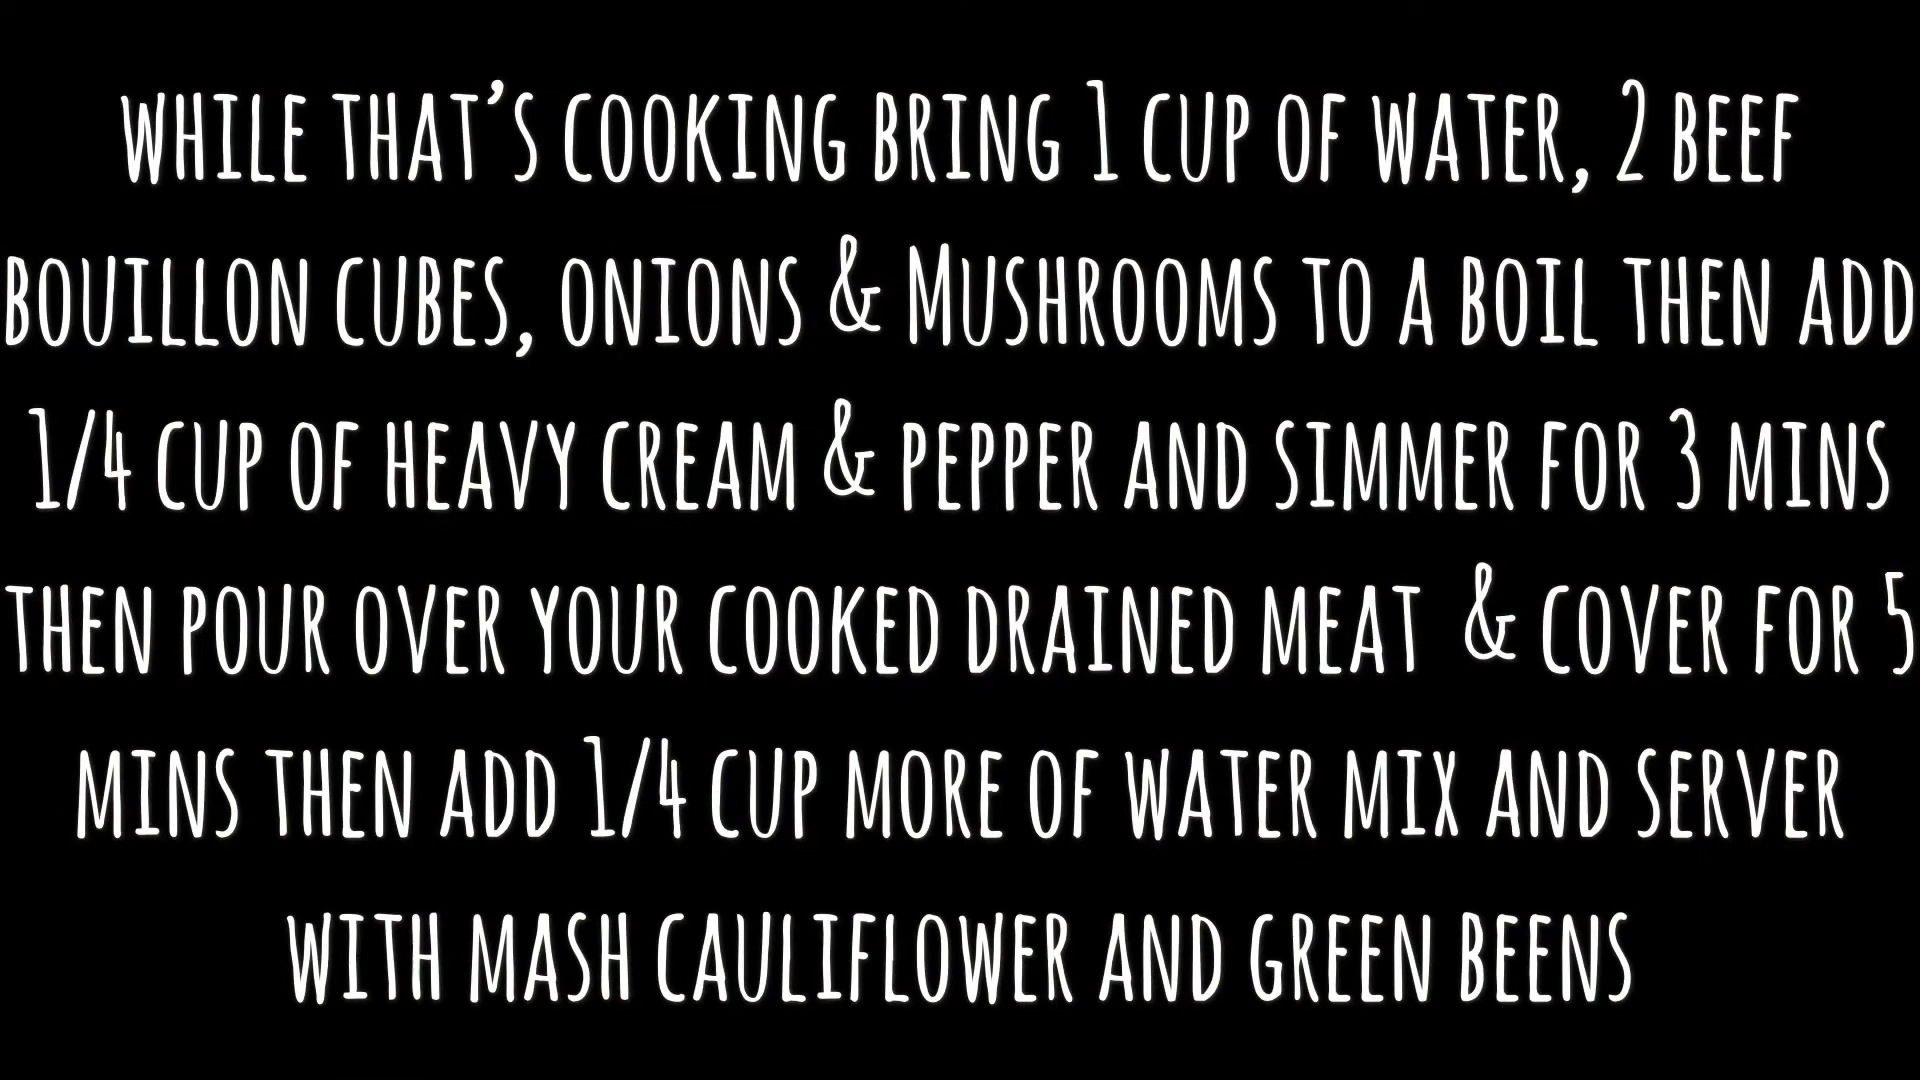 WHILE THAT'S COOKING BRING 1 CUP OF WATER, 2 BEEF
BOUILLON CUBES, ONIONS & MUSHROOMS TO A BOIL THEN ADD
1/4 CUP OF HEAVY CREAM & PEPPER AND SIMMER FOR 3 MINS
THEN POUR OVER YOUR COOKED DRAINED MEAT & COVER FOR 5
MINS THEN ADD 1/4 CUP MORE OF WATER MIX AND SERVER
WITH MASH CAULIFLOWER AND GREEN BEENS